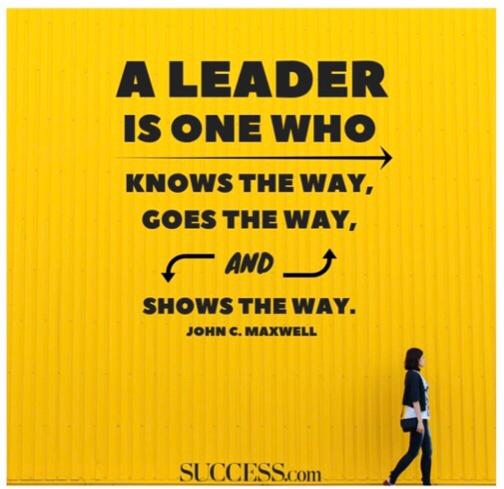 A LEADER
IS ONE WHO
KNOWS THE WAY,
GOES THE WAY,
AND
SHOWS THE WAY.
JOHN C. MAXWELL
SUCCESS.com